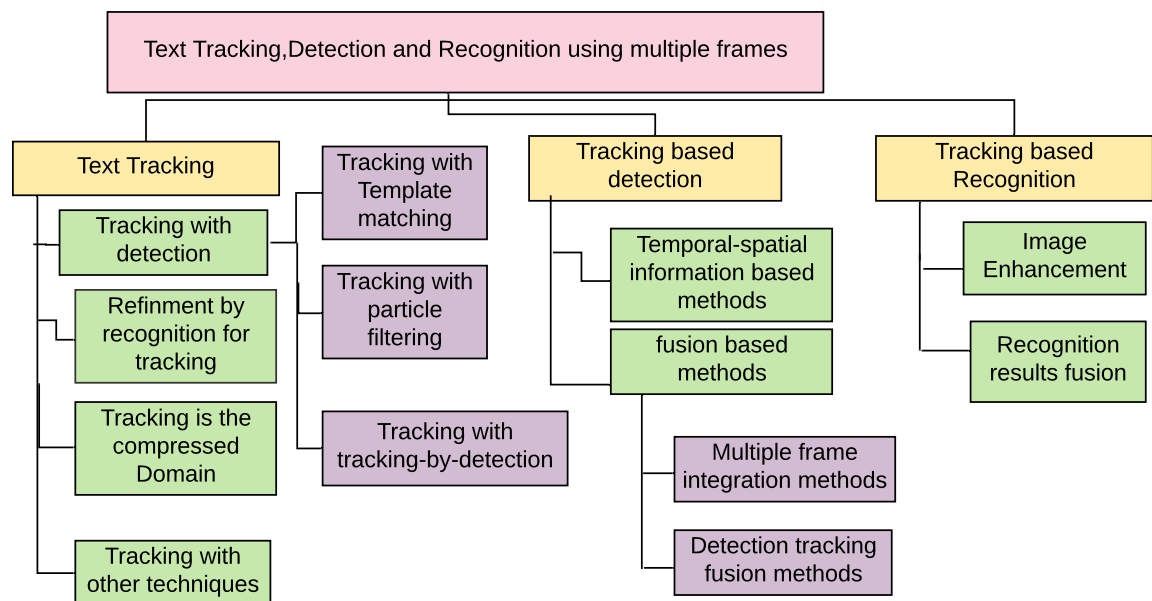 Text Tracking,Detection and Recognition using multiple frames
Text Tracking
Tracking with
detection
Refinment by
recognition for
tracking
Tracking is the
compressed
Domain
Tracking with
other techniques
Tracking with
Template
matching
Tracking with
particle
filtering
Tracking with
tracking-by-detection
Tracking based
detection
Temporal-spatial
information based
methods
fusion based
methods
Multiple frame
integration methods
Detection tracking
fusion methods
Tracking based
Recognition
Image
Enhancement
Recognition
results fusion